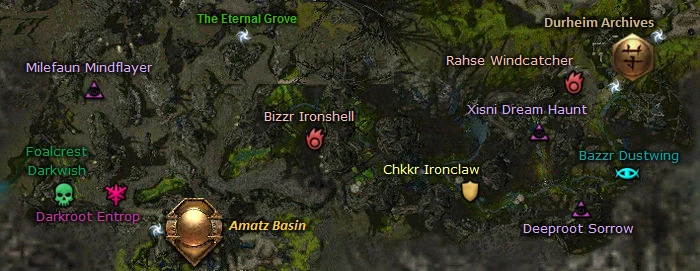 The Eternal Grove
Durheim Archives
Milefaun Mindflayer
Rahse Windcatcher
Bizzr Ironshell
Xisni Dream Haunt
Foalcrest
Darkwish
Bazzr Dustwing
Chkkr Ironclaw
Darkroot Entrop
Amatz Basin
Deeproot Sorrow